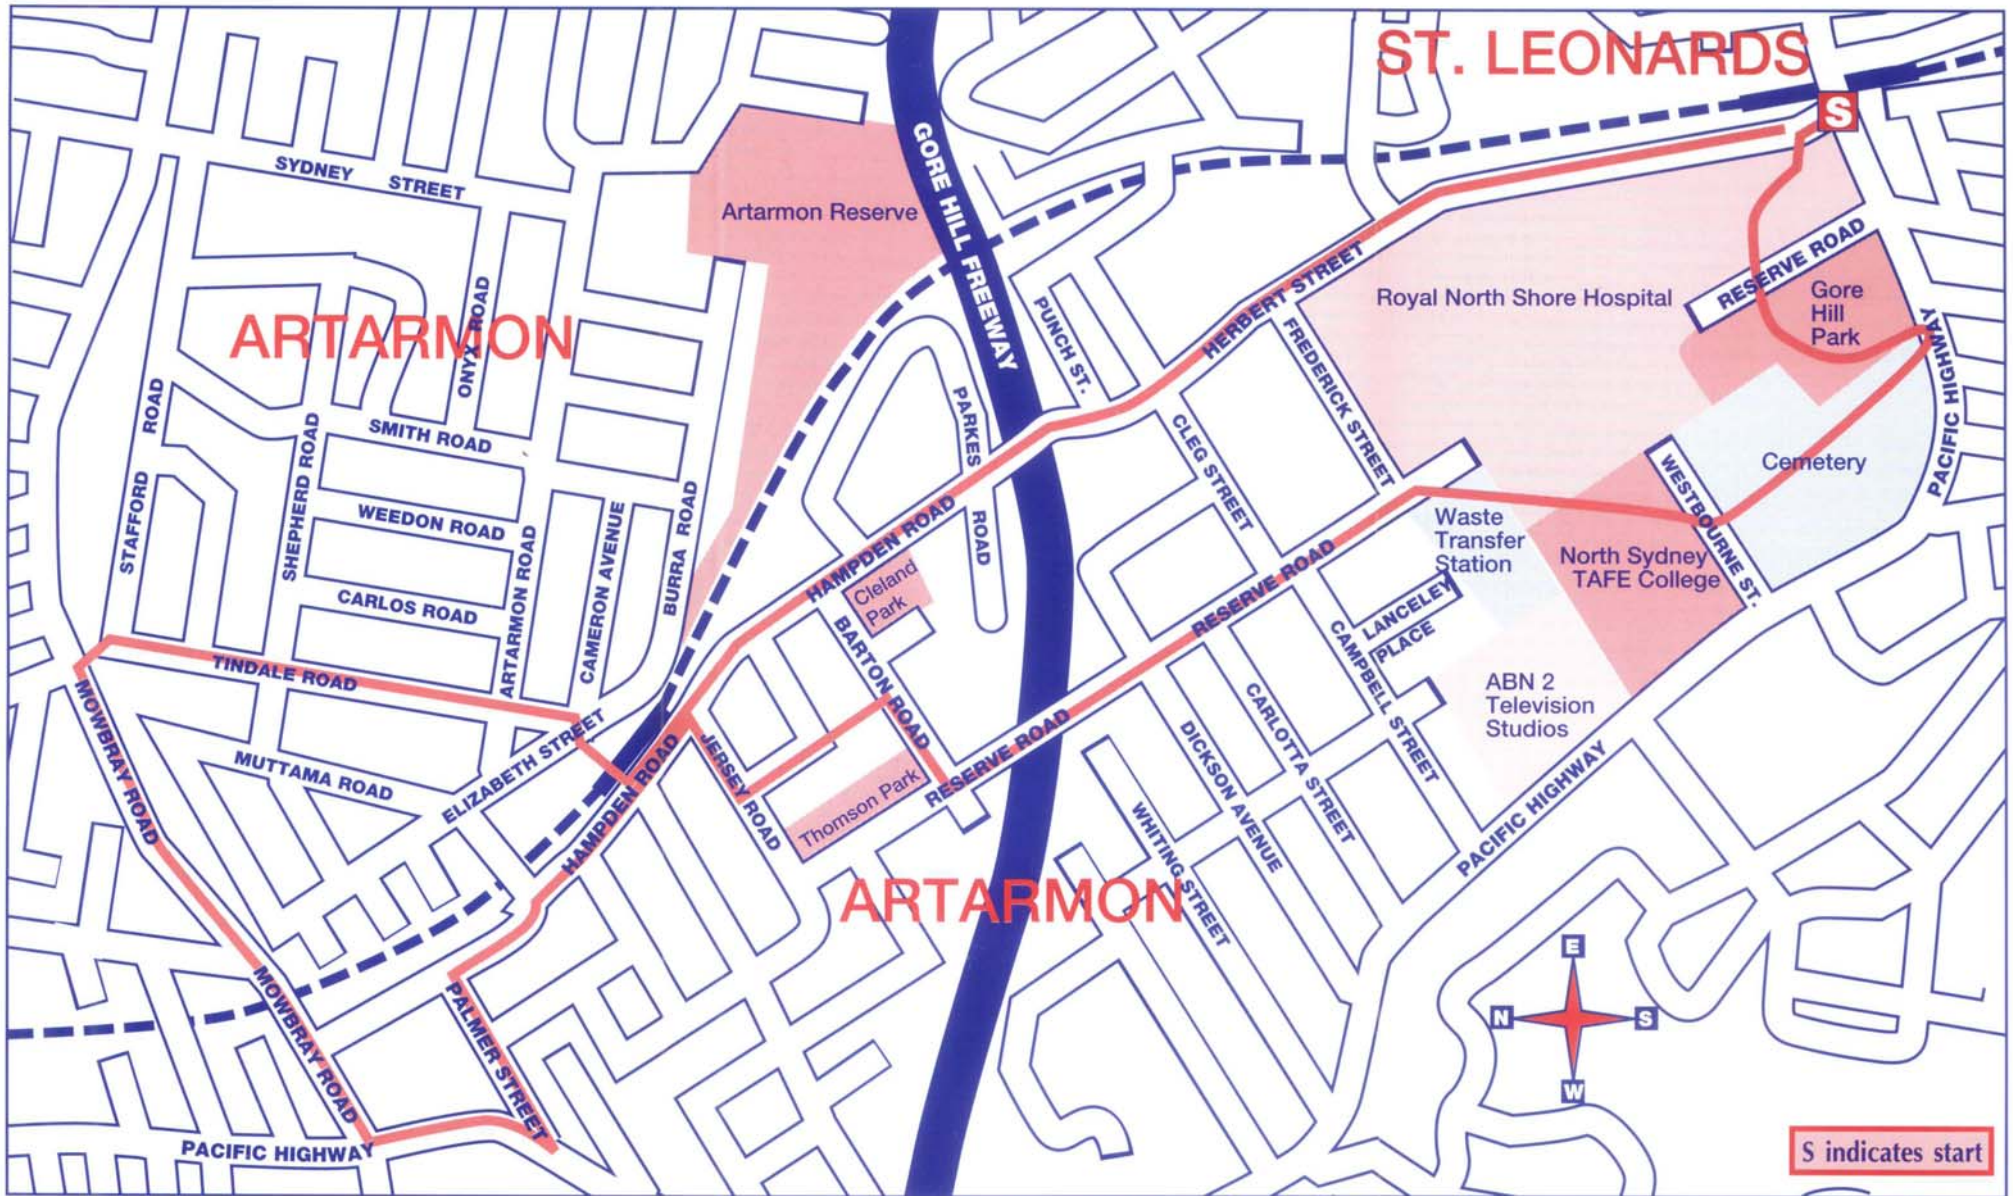 ST. LEONARDS
S
GORE HILL FREEWAY
SYDNEY STREET
Artarmon Reserve
RESERVE ROAD
Gore
Hill
Park
Royal North Shore Hospital
HERBERT STREET
PUNCH ST.
FREDERICK STREET
PACIFIC HIGHWAY
ONYX ROAD
ARTARMON
STAFFORD ROAD
SHEPHERD ROAD
SMITH ROAD
PARKES ROAD
CLEG STREET
Cemetery
PACIFIC HIGHWAY
WESTBOURNE ST.
WEEDON ROAD
CARLOS ROAD
ARTARMON ROAD
CAMERON AVENUE
BURRA ROAD
HAMPDEN ROAD
Cleland
Park
RESERVE ROAD
Waste
Transfer
Station
North Sydney
TAFE College
LANCELEY
PLACE
CAMPBELL STREET
BARTON ROAD
TINDALE ROAD
MOWBRAY ROAD
MUTTAMA ROAD
ELIZABETH STREET
HAMPDEN ROAD
JERSEY ROAD
Thomson Park
RESERVE ROAD
DICKSON AVENUE
CARLOTTA STREET
WHITING STREET
ABN 2
Television
Studios
PACIFIC HIGHWAY
ARTARMON
MOWBRAY ROAD
PALMER STREET
PACIFIC HIGHWAY
E
N
S
W
S indicates start